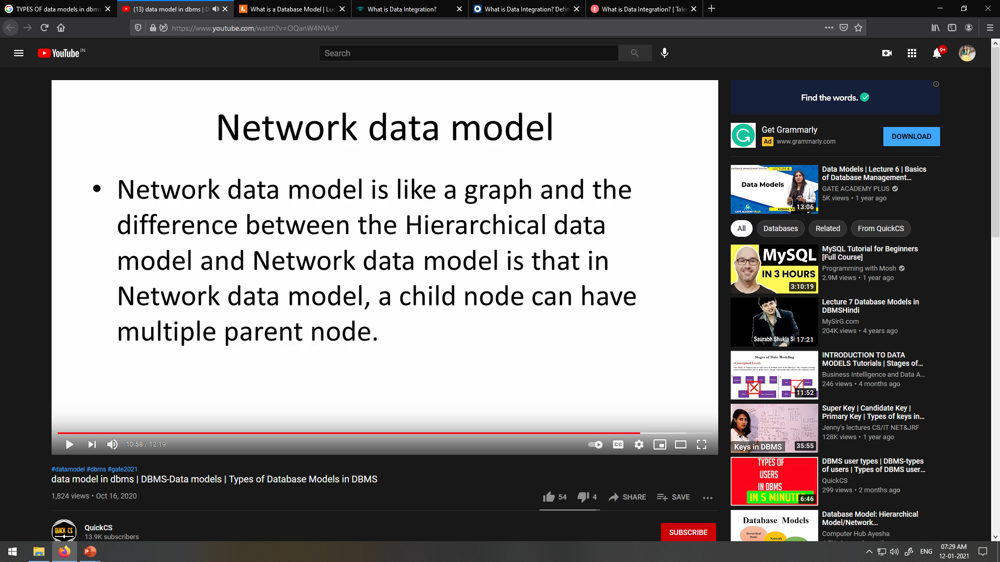 TYPES OF data models in dbms
(13) data model in dbms | D
What is a Database Model | Luc
What is Data Integration?
What is Data Integration? Defin
What is Data Integration? | Tale
https://www.youtube.com/watch?v=OQanW4NVksY
YouTube IN
Search
9+
Network data model
• Network data model is like a graph and the
difference between the Hierarchical data
model and Network data model is that in
Network data model, a child node can have
multiple parent node.
10:58 / 12:19
CC
#datamodel #dbms #gate2021
data model in dbms | DBMS-Data models | Types of Database Models in DBMS
1,824 views • Oct 16, 2020
54
4
SHARE
SAVE
QUICK CS
QuickCS
13.9K subscribers
SUBSCRIBE
Find the words.
Get Grammarly
Ad www.grammarly.com
DOWNLOAD
DATABASE MANAGEMENT SYSTEM
LECTURE 6
Data Models
GATE ACADEMY PLUS
KOMAL VY
13:06
Data Models | Lecture 6 | Basics
of Database Management…
GATE ACADEMY PLUS
5K views • 1 year ago
All
Databases
Related
From QuickCS
MySQL
IN 3 HOURS
3:10:19
MySQL Tutorial for Beginners
[Full Course]
Programming with Mosh
2.9M views • 1 year ago
Saurabh Shukla Si
17:21
Lecture 7 Database Models in
DBMSHindi
MySirG.com
204K views • 4 years ago
Stages of Data Modeling
•Conceptual Level:
11:52
INTRODUCTION TO DATA
MODELS Tutorials | Stages of…
Business Intelligence and Data A…
246 views • 4 months ago
Keys in DBMS
35:55
Super Key | Candidate Key |
Primary Key | Types of keys in…
Jenny's lectures CS/IT NET&JRF
128K views • 1 year ago
TYPES OF
USERS
IN DBMS
IN 5 MINUTE
6:46
DBMS user types | DBMS-types
of users | Types of DBMS user…
QuickCS
299 views • 2 months ago
Database Models
Hierarchical
Model
Network
Database Model: Hierarchical
Model/Network…
Computer Hub Ayesha
ENG
07:29 AM
12-01-2021